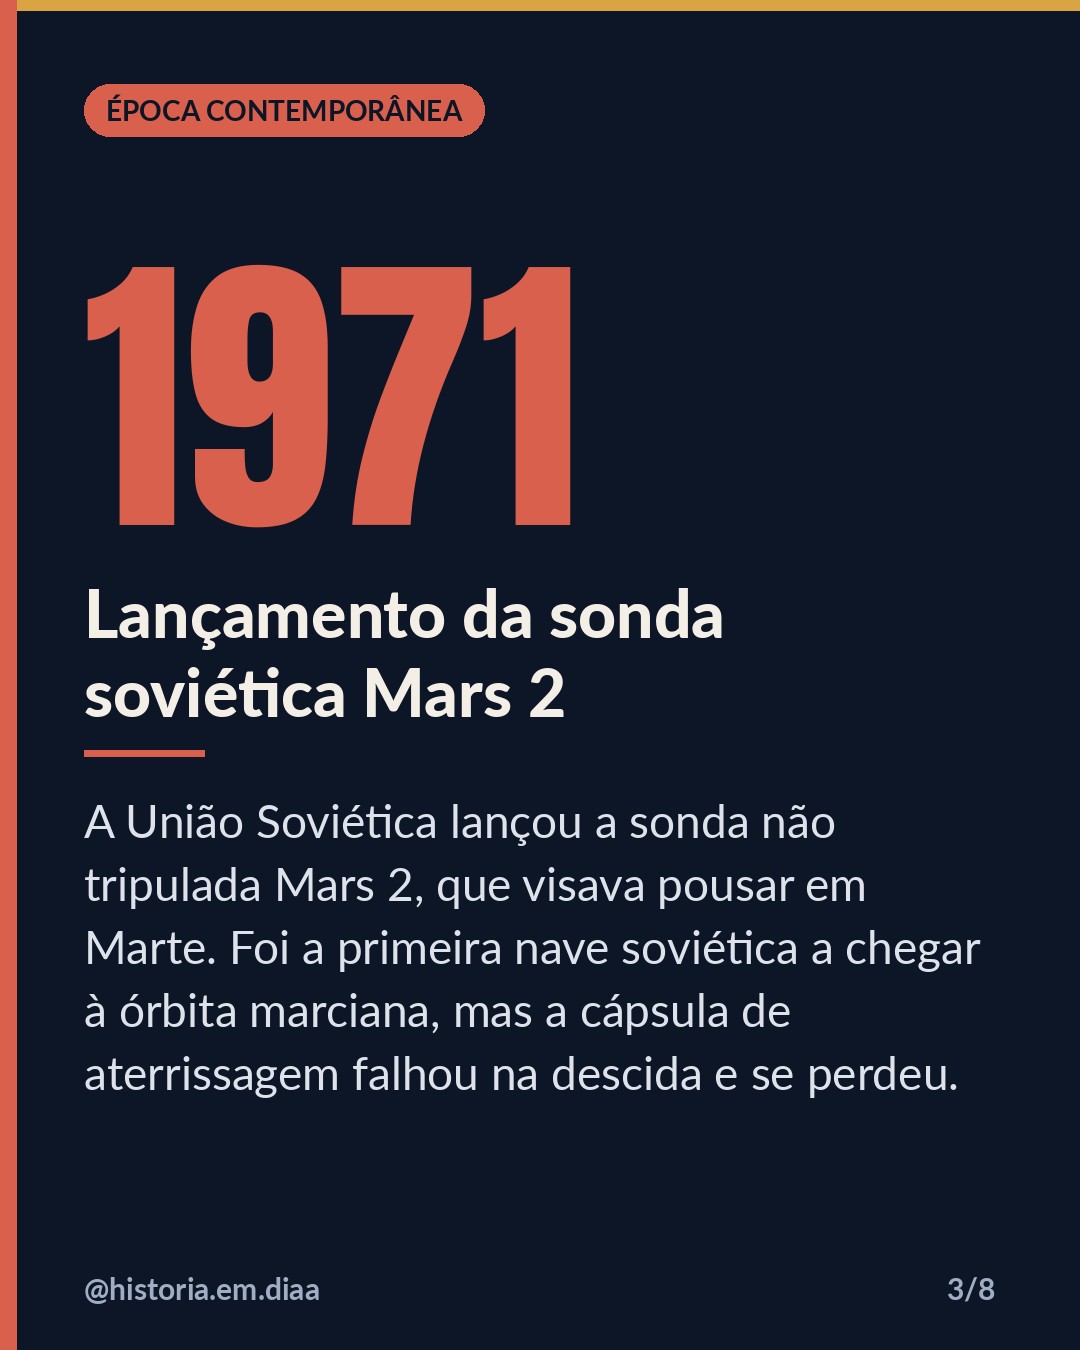 ÉPOCA CONTEMPORÂNEA
1971
Lançamento da sonda
soviética Mars 2
A União Soviética lançou a sonda não
tripulada Mars 2, que visava pousar em
Marte. Foi a primeira nave soviética a chegar
à órbita marciana, mas a cápsula de
aterrissagem falhou na descida e se perdeu.
@historia.em.diaa
3/8